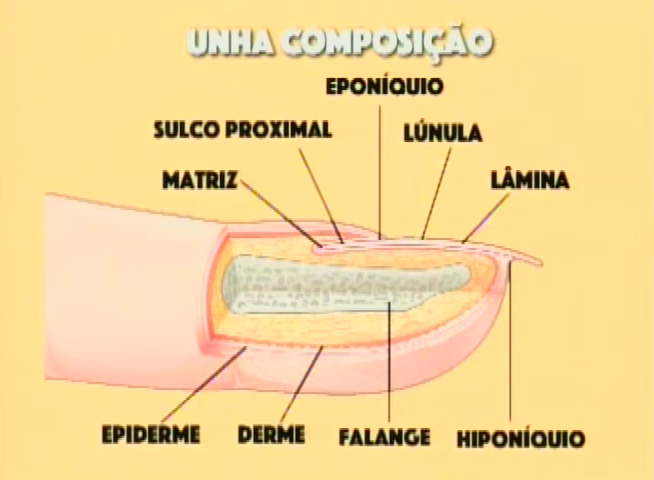 UNHA COMPOSIÇÃO
EPONÍQUIO
SULCO PROXIMAL
LÚNULA
MATRIZ
LÂMINA
EPIDERME
DERME
FALANGE
HIPONÍQUIO